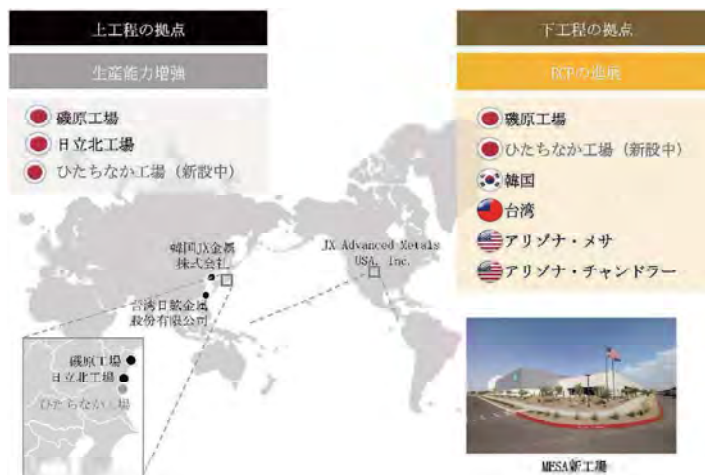 上工程の拠点
生産能力増強
磯原工場
日立北工場
ひたちなか工場（新設中）
下工程の拠点
BCPの進展
磯原工場
ひたちなか工場（新設中）
韓国
台湾
アリゾナ・メサ
アリゾナ・チャンドラー
韓国JX金属
株式会社
台湾日鉱金属
股份有限公司
JX Advanced Metals
USA, Inc.
磯原工場
日立北工場
ひたちなか工場
MESA新工場